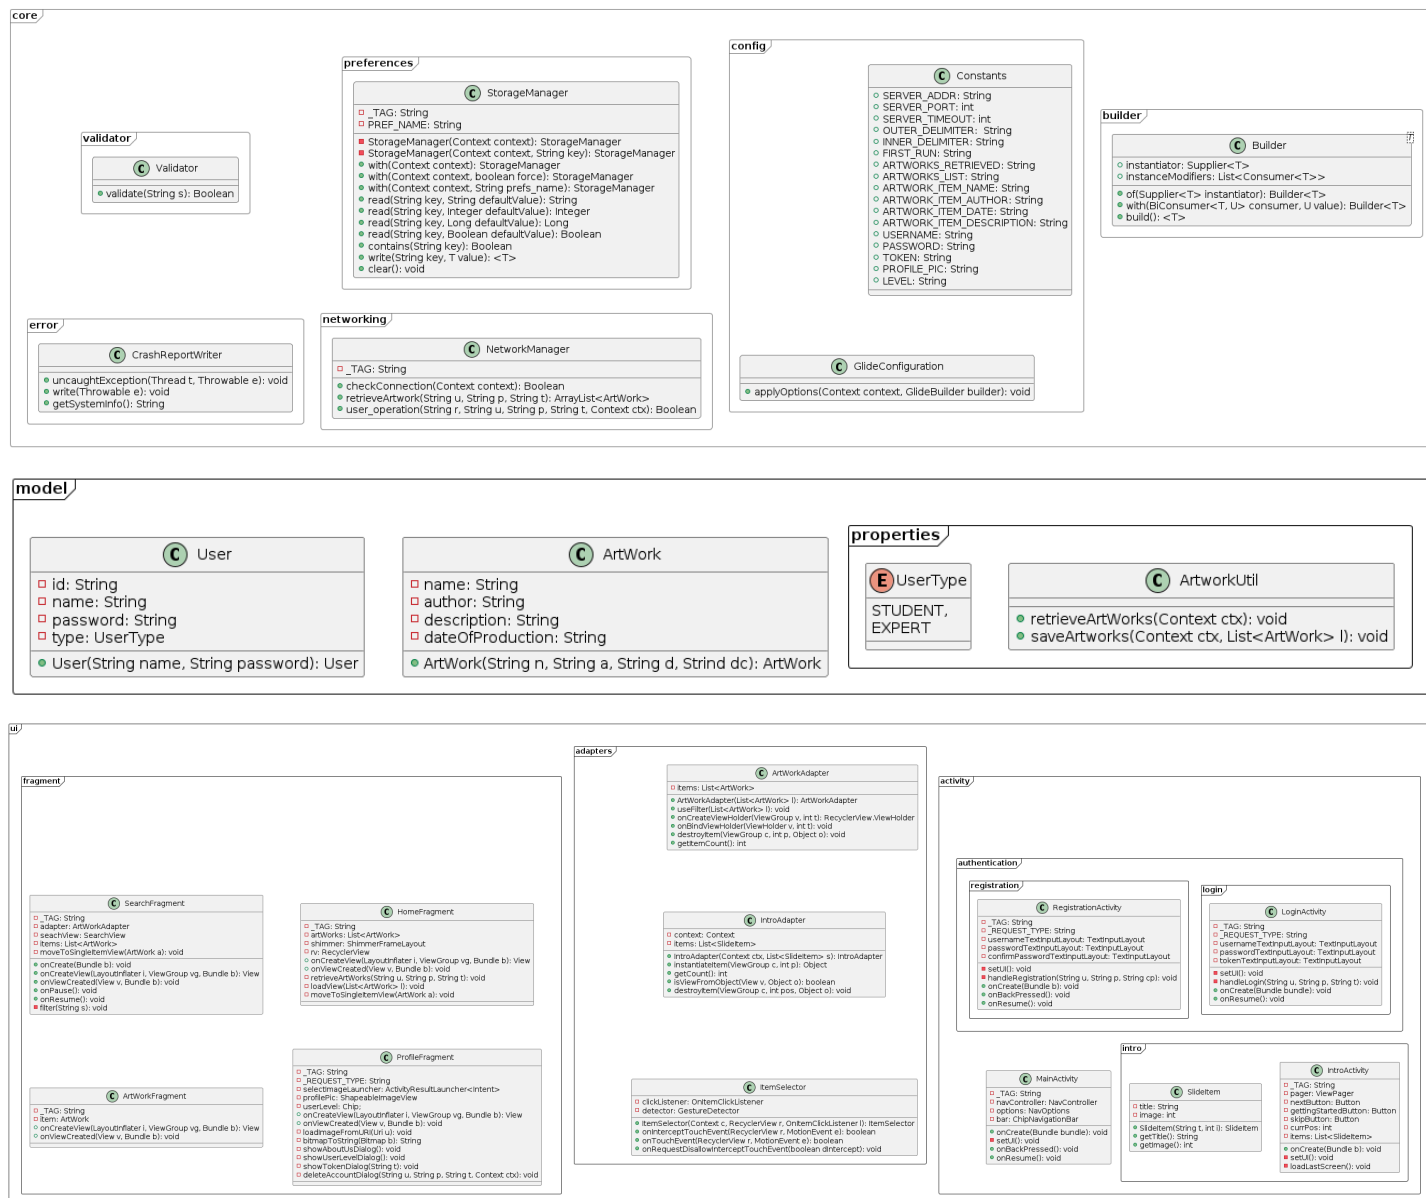 core
preferences
C StorageManager
_TAG: String
PREF_NAME: String
StorageManager(Context context): StorageManager
StorageManager(Context context, String key): StorageManager
with(Context context): StorageManager
with(Context context, boolean force): StorageManager
with(Context context, String prefs_name): StorageManager
read(String key, String defaultValue): String
read(String key, Integer defaultValue): Integer
read(String key, Long defaultValue): Long
read(String key, Boolean defaultValue): Boolean
contains(String key): Boolean
write(String key, T value): <T>
clear(): void
config
C Constants
SERVER_ADDR: String
SERVER_PORT: int
SERVER_TIMEOUT: int
OUTER_DELIMITER:  String
INNER_DELIMITER: String
FIRST_RUN: String
ARTWORKS_RETRIEVED: String
ARTWORKS_LIST: String
ARTWORK_ITEM_NAME: String
ARTWORK_ITEM_AUTHOR: String
ARTWORK_ITEM_DATE: String
ARTWORK_ITEM_DESCRIPTION: String
USERNAME: String
PASSWORD: String
TOKEN: String
PROFILE_PIC: String
LEVEL: String
C GlideConfiguration
applyOptions(Context context, GlideBuilder builder): void
builder
C Builder
instantiator: Supplier<T>
instanceModifiers: List<Consumer<T>>
of(Supplier<T> instantiator): Builder<T>
with(BiConsumer<T, U> consumer, U value): Builder<T>
build(): <T>
validator
C Validator
validate(String s): Boolean
error
C CrashReportWriter
uncaughtException(Thread t, Throwable e): void
write(Throwable e): void
getSystemInfo(): String
networking
C NetworkManager
_TAG: String
checkConnection(Context context): Boolean
retrieveArtwork(String u, String p, String t): ArrayList<ArtWork>
user_operation(String r, String u, String p, String t, Context ctx): Boolean
model
C User
id: String
name: String
password: String
type: UserType
User(String name, String password): User
C ArtWork
name: String
author: String
description: String
dateOfProduction: String
ArtWork(String n, String a, String d, Strind dc): ArtWork
properties
E UserType
STUDENT,
EXPERT
C ArtworkUtil
retrieveArtWorks(Context ctx): void
saveArtworks(Context ctx, List<ArtWork> l): void
ui
fragment
C SearchFragment
_TAG: String
adapter: ArtWorkAdapter
seachView: SearchView
items: List<ArtWork>
moveToSingleItemView(ArtWork a): void
onCreate(Bundle b): void
onCreateView(LayoutInflater i, ViewGroup vg, Bundle b): View
onViewCreated(View v, Bundle b): void
onPause(): void
onResume(): void
filter(String s): void
C HomeFragment
_TAG: String
artWorks: List<ArtWork>
shimmer: ShimmerFrameLayout
rv: RecyclerView
onCreateView(LayoutInflater i, ViewGroup vg, Bundle b): View
onViewCreated(View v, Bundle b): void
retrieveArtWorks(String u, String p, String t): void
loadView(List<ArtWork> l): void
moveToSingleItemView(ArtWork a): void
C ArtWorkFragment
_TAG: String
item: ArtWork
onCreateView(LayoutInflater i, ViewGroup vg, Bundle b): View
onViewCreated(View v, Bundle b): void
C ProfileFragment
_TAG: String
_REQUEST_TYPE: String
selectImageLauncher: ActivityResultLauncher<Intent>
profilePic: ShapeableImageView
userLevel: Chip;
onCreateView(LayoutInflater i, ViewGroup vg, Bundle b): View
onViewCreated(View v, Bundle b): void
loadImageFromURI(Uri u): void
bitmapToString(Bitmap b): String
showAboutUsDialog(): void
showUserLevelDialog(): void
showTokenDialog(String t): void
deleteAccountDialog(String u, String p, String t, Context ctx): void
adapters
C ArtWorkAdapter
items: List<ArtWork>
ArtWorkAdapter(List<ArtWork> l): ArtWorkAdapter
useFilter(List<ArtWork> l): void
onCreateViewHolder(ViewGroup v, int t): RecyclerView.ViewHolder
onBindViewHolder(ViewHolder v, int t): void
destroyItem(ViewGroup c, int p, Object o): void
getItemCount(): int
C IntroAdapter
context: Context
items: List<SlideItem>
IntroAdapter(Context ctx, List<SlideItem> s): IntroAdapter
instantiateItem(ViewGroup c, int p): Object
getCount(): int
isViewFromObject(View v, Object o): boolean
destroyItem(ViewGroup c, int pos, Object o): void
C ItemSelector
clickListener: OnItemClickListener
detector: GestureDetector
ItemSelector(Context c, RecyclerView r, OnItemClickListener l): ItemSelector
onInterceptTouchEvent(RecyclerView r, MotionEvent e): boolean
onTouchEvent(RecyclerView r, MotionEvent e): boolean
onRequestDisallowInterceptTouchEvent(boolean dIntercept): void
activity
authentication
registration
C RegistrationActivity
_TAG: String
_REQUEST_TYPE: String
usernameTextInputLayout: TextInputLayout
passwordTextInputLayout: TextInputLayout
confirmPasswordTextInputLayout: TextInputLayout
setUI(): void
handleRegistration(String u, String p, String cp): void
onCreate(Bundle b): void
onBackPressed(): void
onResume(): void
login
C LoginActivity
_TAG: String
_REQUEST_TYPE: String
usernameTextInputLayout: TextInputLayout
passwordTextInputLayout: TextInputLayout
tokenTextInputLayout: TextInputLayout
setUI(): void
handleLogin(String u, String p, String t): void
onCreate(Bundle bundle): void
onResume(): void
C MainActivity
_TAG: String
navController: NavController
options: NavOptions
bar: ChipNavigationBar
onCreate(Bundle bundle): void
setUI(): void
onBackPressed(): void
onResume(): void
intro
C SlideItem
title: String
image: int
SlideItem(String t, int i): SlideItem
getTitle(): String
getImage(): int
C IntroActivity
_TAG: String
pager: ViewPager
nextButton: Button
gettingStartedButton: Button
skipButton: Button
currPos: int
items: List<SlideItem>
onCreate(Bundle b): void
setUI(): void
loadLastScreen(): void